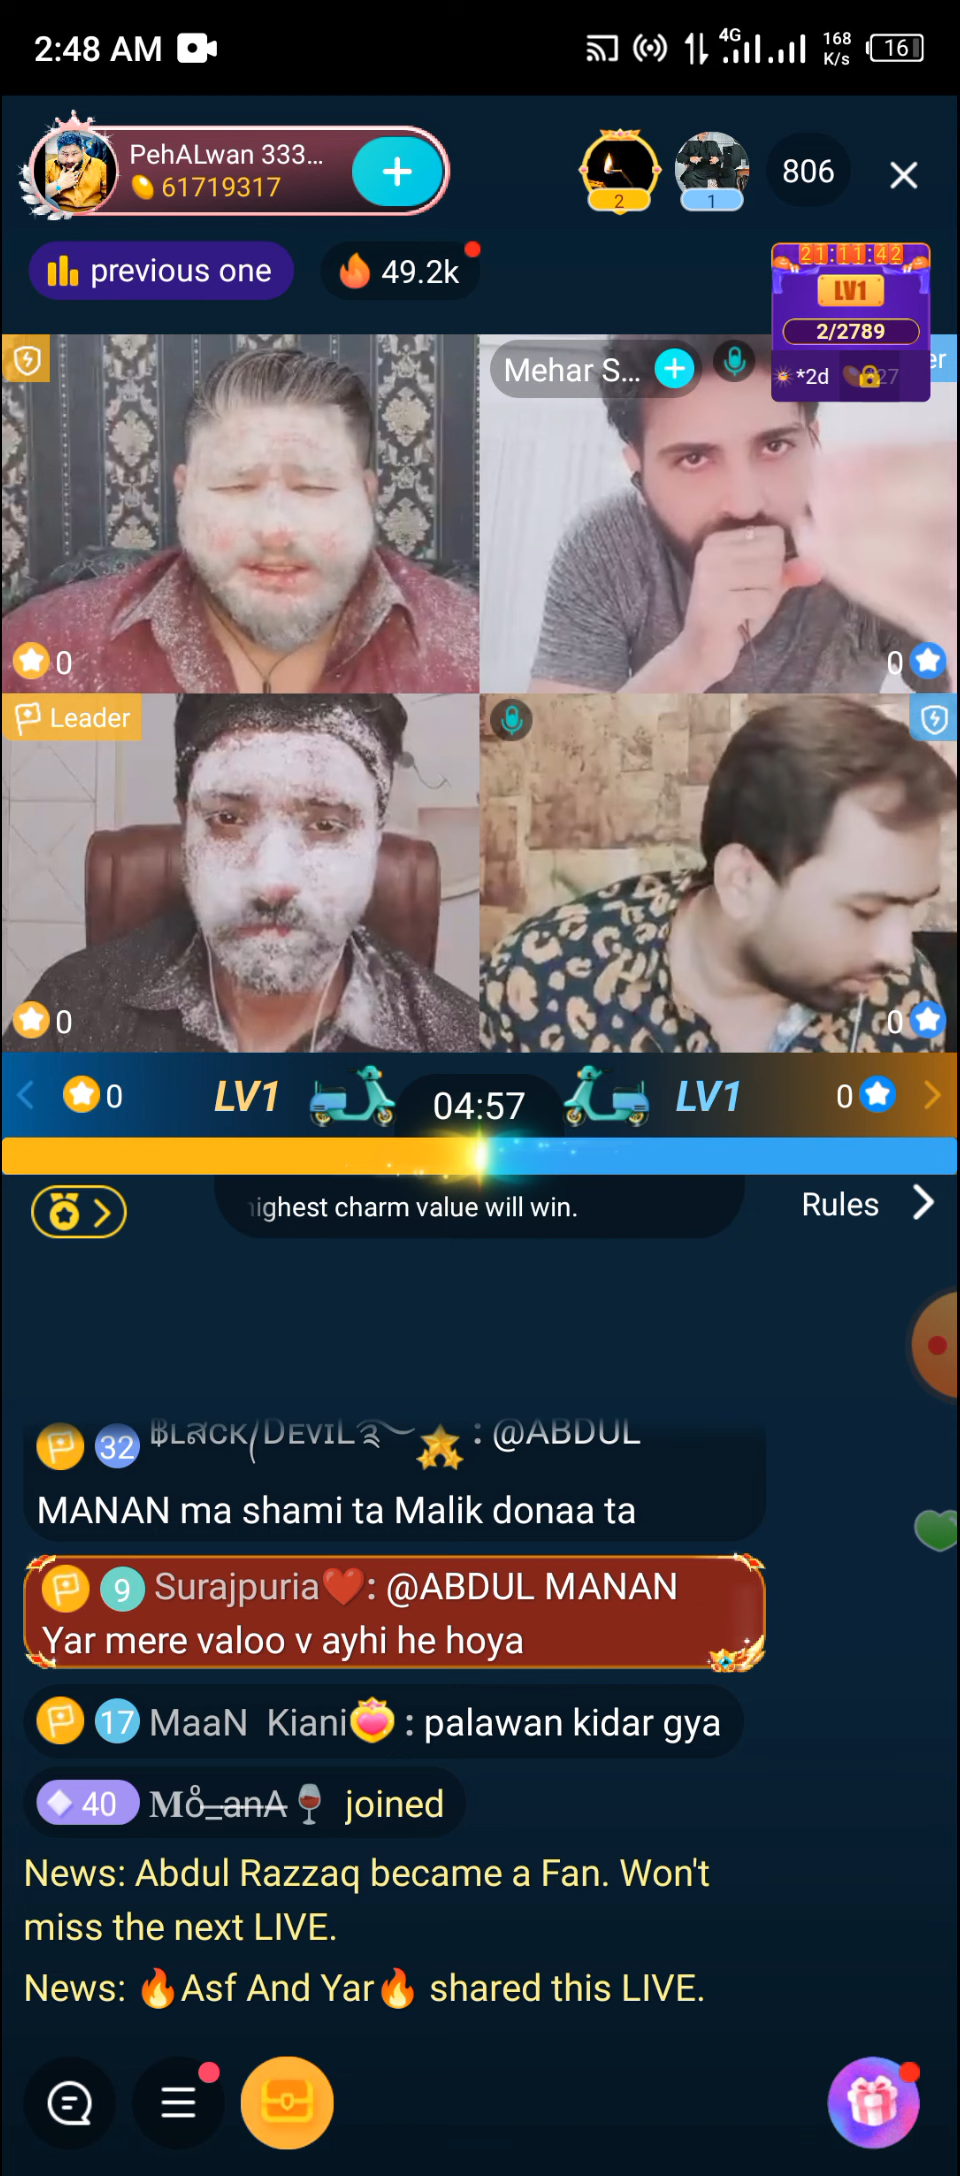 2:48 AM
4G
168
K/s
16
PehALwan 333...
61719317
2
1
806
previous one
49.2k
21:11:42
LV1
2/2789
*2d
27
er
Mehar S...
0
0
Leader
0
0
0
LV1
04:57
LV1
0
ighest charm value will win.
Rules
32
: @ABDUL
MANAN ma shami ta Malik donaa ta
9 Surajpuria❤️: @ABDUL MANAN
Yar mere valoo v ayhi he hoya
17 MaaN Kiani : palawan kidar gya
40 Mo_anA🍷 joined
News: Abdul Razzaq became a Fan. Won't
miss the next LIVE.
News: 🔥Asf And Yar🔥 shared this LIVE.